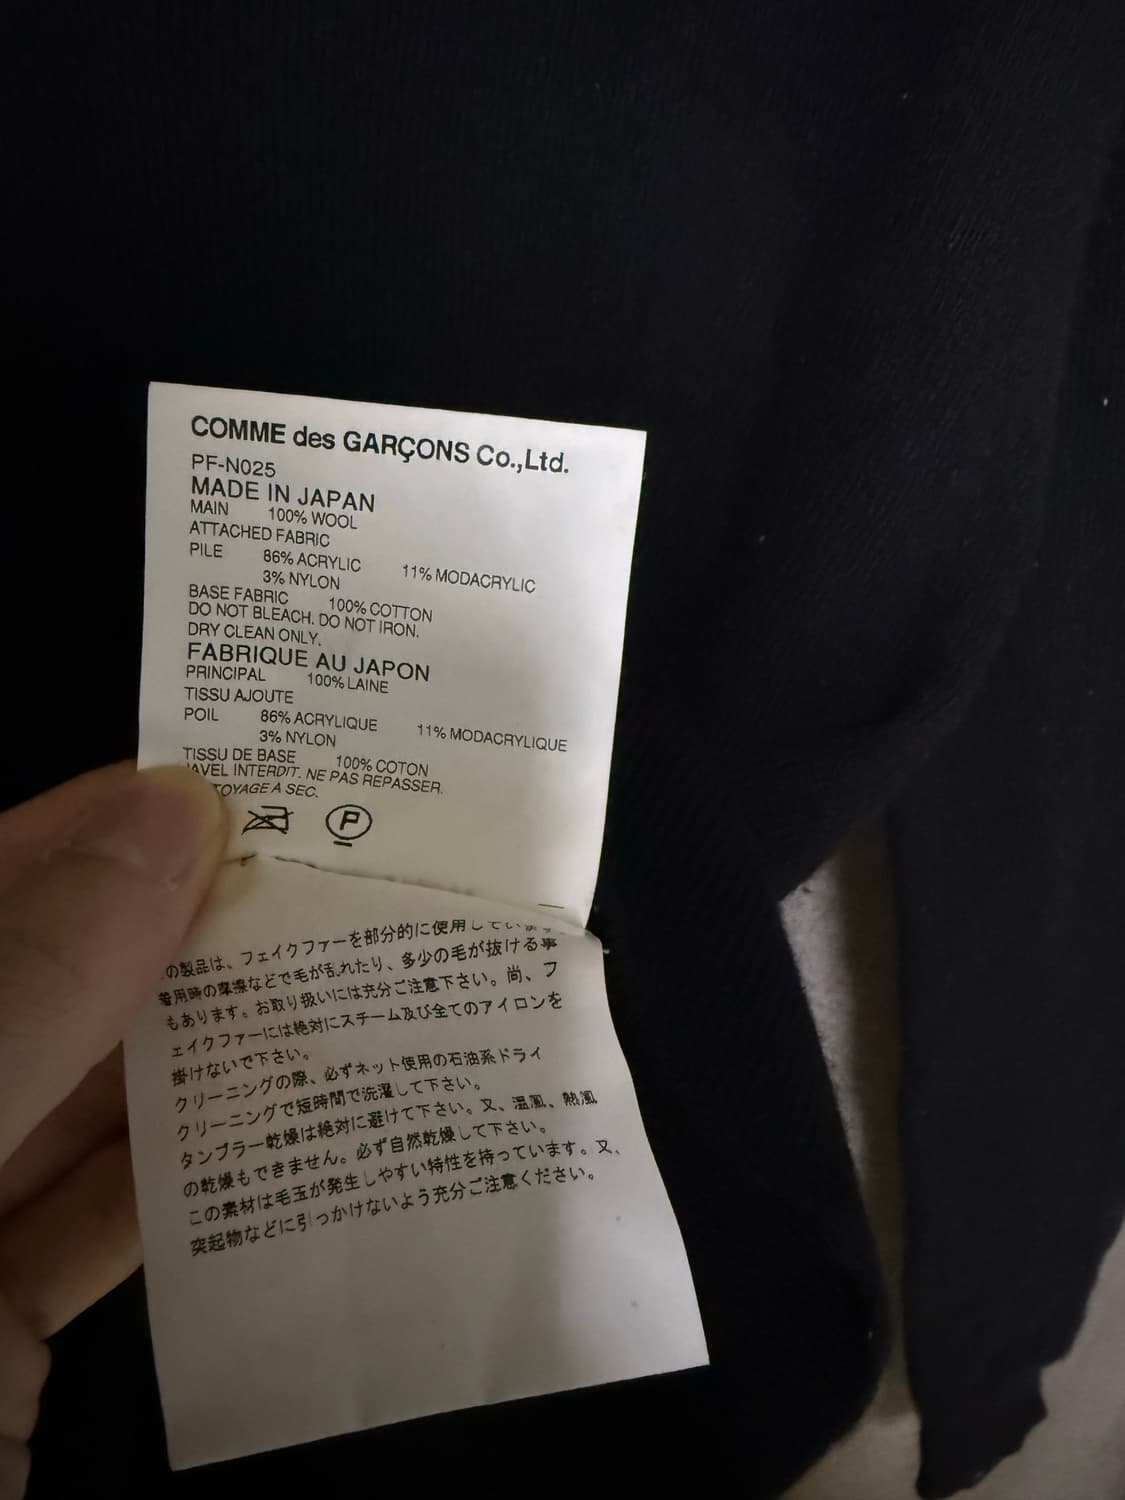 COMME des GARÇONS Co.,Ltd.
PF-N025
MADE IN JAPAN
MAIN 100% WOOL
ATTACHED FABRIC
PILE 86% ACRYLIC 11% MODACRYLIC
3% NYLON
BASE FABRIC 100% COTTON
DO NOT BLEACH. DO NOT IRON.
DRY CLEAN ONLY.
FABRIQUE AU JAPON
PRINCIPAL 100% LAINE
TISSU AJOUTE
POIL 86% ACRYLIQUE 11% MODACRYLIQUE
3% NYLON
TISSU DE BASE 100% COTON
JAVEL INTERDIT. NE PAS REPASSER.
TOYAGE A SEC.
P
の製品は、フェイクファーを部分的に使用しています
着用時の摩擦などで毛が乱れたり、多少の毛が抜ける事
もあります。お取り扱いには充分ご注意下さい。尚、フ
ェイクファーには絶対にスチーム及び全てのアイロンを
掛けないで下さい。
クリーニングの際、必ずネット使用の石油系ドライ
クリーニングで短時間で洗濯して下さい。
タンブラー乾燥は絶対に避けて下さい。又、温風、熱風
の乾燥もできません。必ず自然乾燥して下さい。
この素材は毛玉が発生しやすい特性を持っています。又、
突起物などに引っかけないよう充分ご注意ください。